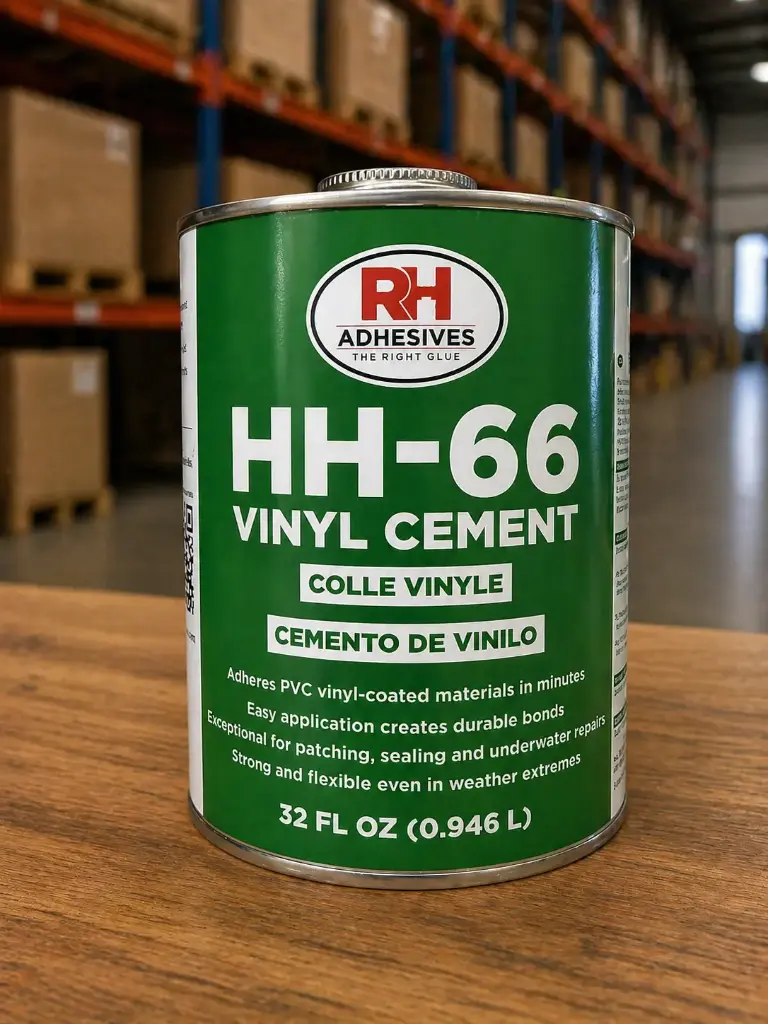 RH
ADHESIVES
THE RIGHT GLUE
HH-66
VINYL CEMENT
COLLE VINYLE
CEMENTO DE VINILO
Adheres PVC vinyl-coated materials in minutes
Easy application creates durable bonds
Exceptional for patching, sealing and underwater repairs
Strong and flexible even in weather extremes
32 FL OZ (0.946 L)